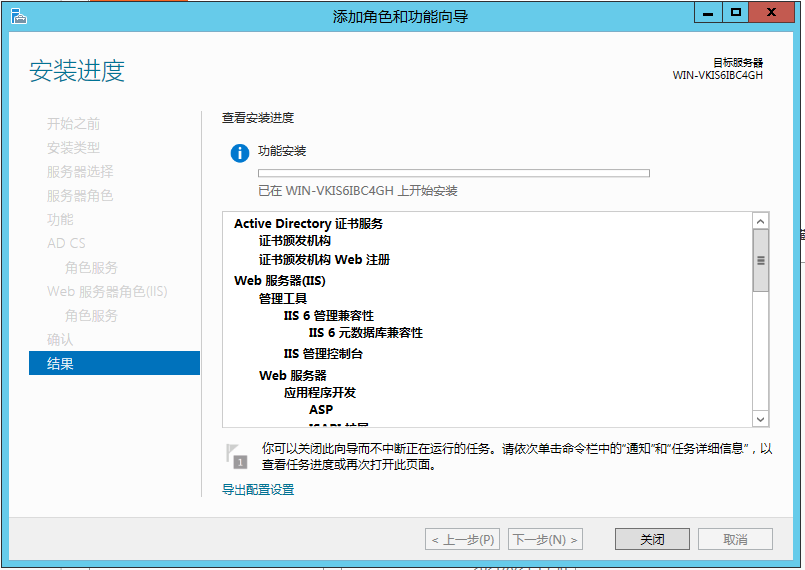 添加角色和功能向导
安装进度
目标服务器
WIN-VKIS6IBC4GH
开始之前
安装类型
服务器选择
服务器角色
功能
AD CS
角色服务
Web 服务器角色(IIS)
角色服务
确认
结果
查看安装进度
功能安装
已在 WIN-VKIS6IBC4GH 上开始安装
Active Directory 证书服务
证书颁发机构
证书颁发机构 Web 注册
Web 服务器(IIS)
管理工具
IIS 6 管理兼容性
IIS 6 元数据库兼容性
IIS 管理控制台
Web 服务器
应用程序开发
ASP
1
你可以关闭此向导而不中断正在运行的任务。请依次单击命令栏中的"通知"和"任务详细信息"，以
查看任务进度或再次打开此页面。
导出配置设置
< 上一步(P)
下一步(N) >
关闭
取消